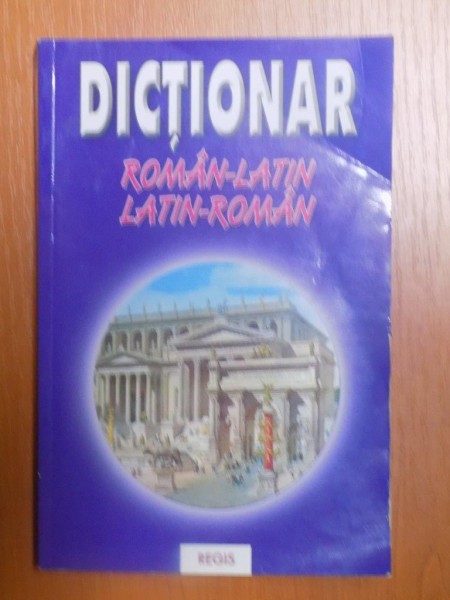 DICȚIONAR
ROMÂN-LATIN
LATIN-ROMÂN
REGIS